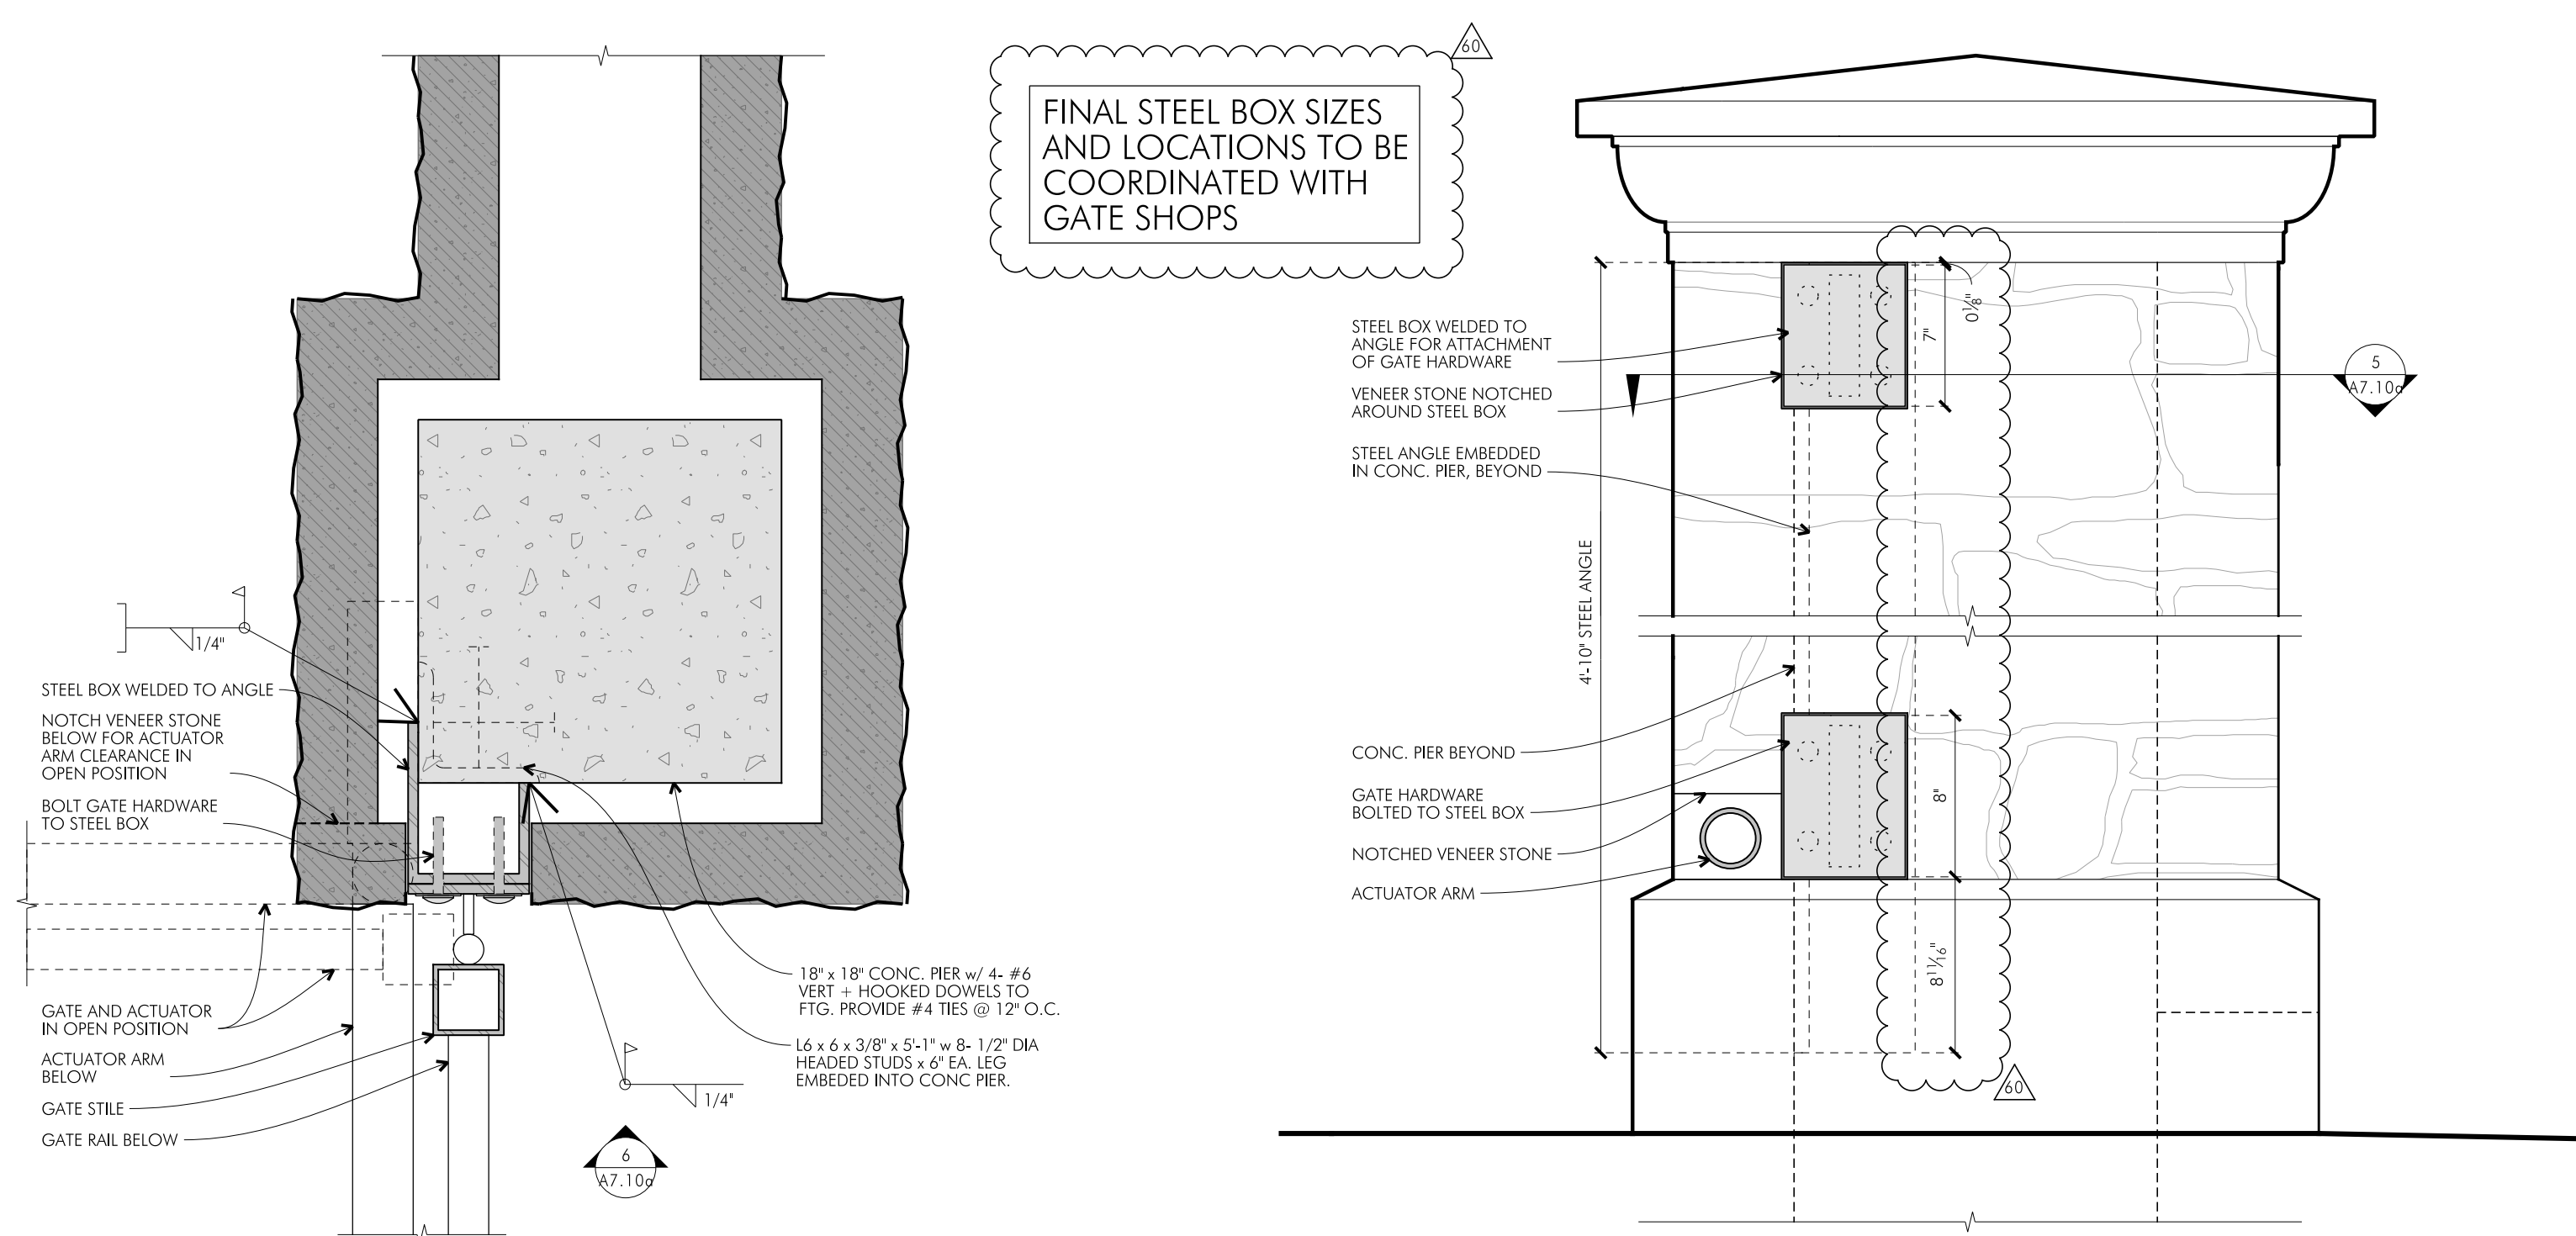 60
FINAL STEEL BOX SIZES
AND LOCATIONS TO BE
COORDINATED WITH
GATE SHOPS
1/4"
STEEL BOX WELDED TO ANGLE
NOTCH VENEER STONE
BELOW FOR ACTUATOR
ARM CLEARANCE IN
OPEN POSITION
BOLT GATE HARDWARE
TO STEEL BOX
GATE AND ACTUATOR
IN OPEN POSITION
ACTUATOR ARM
BELOW
GATE STILE
GATE RAIL BELOW
18" x 18" CONC. PIER w/ 4- #6
VERT + HOOKED DOWELS TO
FTG. PROVIDE #4 TIES @ 12" O.C.
L6 x 6 x 3/8" x 5'-1" w 8- 1/2" DIA
HEADED STUDS x 6" EA. LEG
EMBEDED INTO CONC PIER.
1/4"
6
A7.10a
STEEL BOX WELDED TO
ANGLE FOR ATTACHMENT
OF GATE HARDWARE
VENEER STONE NOTCHED
AROUND STEEL BOX
STEEL ANGLE EMBEDDED
IN CONC. PIER, BEYOND
4'-10" STEEL ANGLE
CONC. PIER BEYOND
GATE HARDWARE
BOLTED TO STEEL BOX
NOTCHED VENEER STONE
ACTUATOR ARM
7"
0 1/8"
8"
8 11/16"
5
A7.10a
60